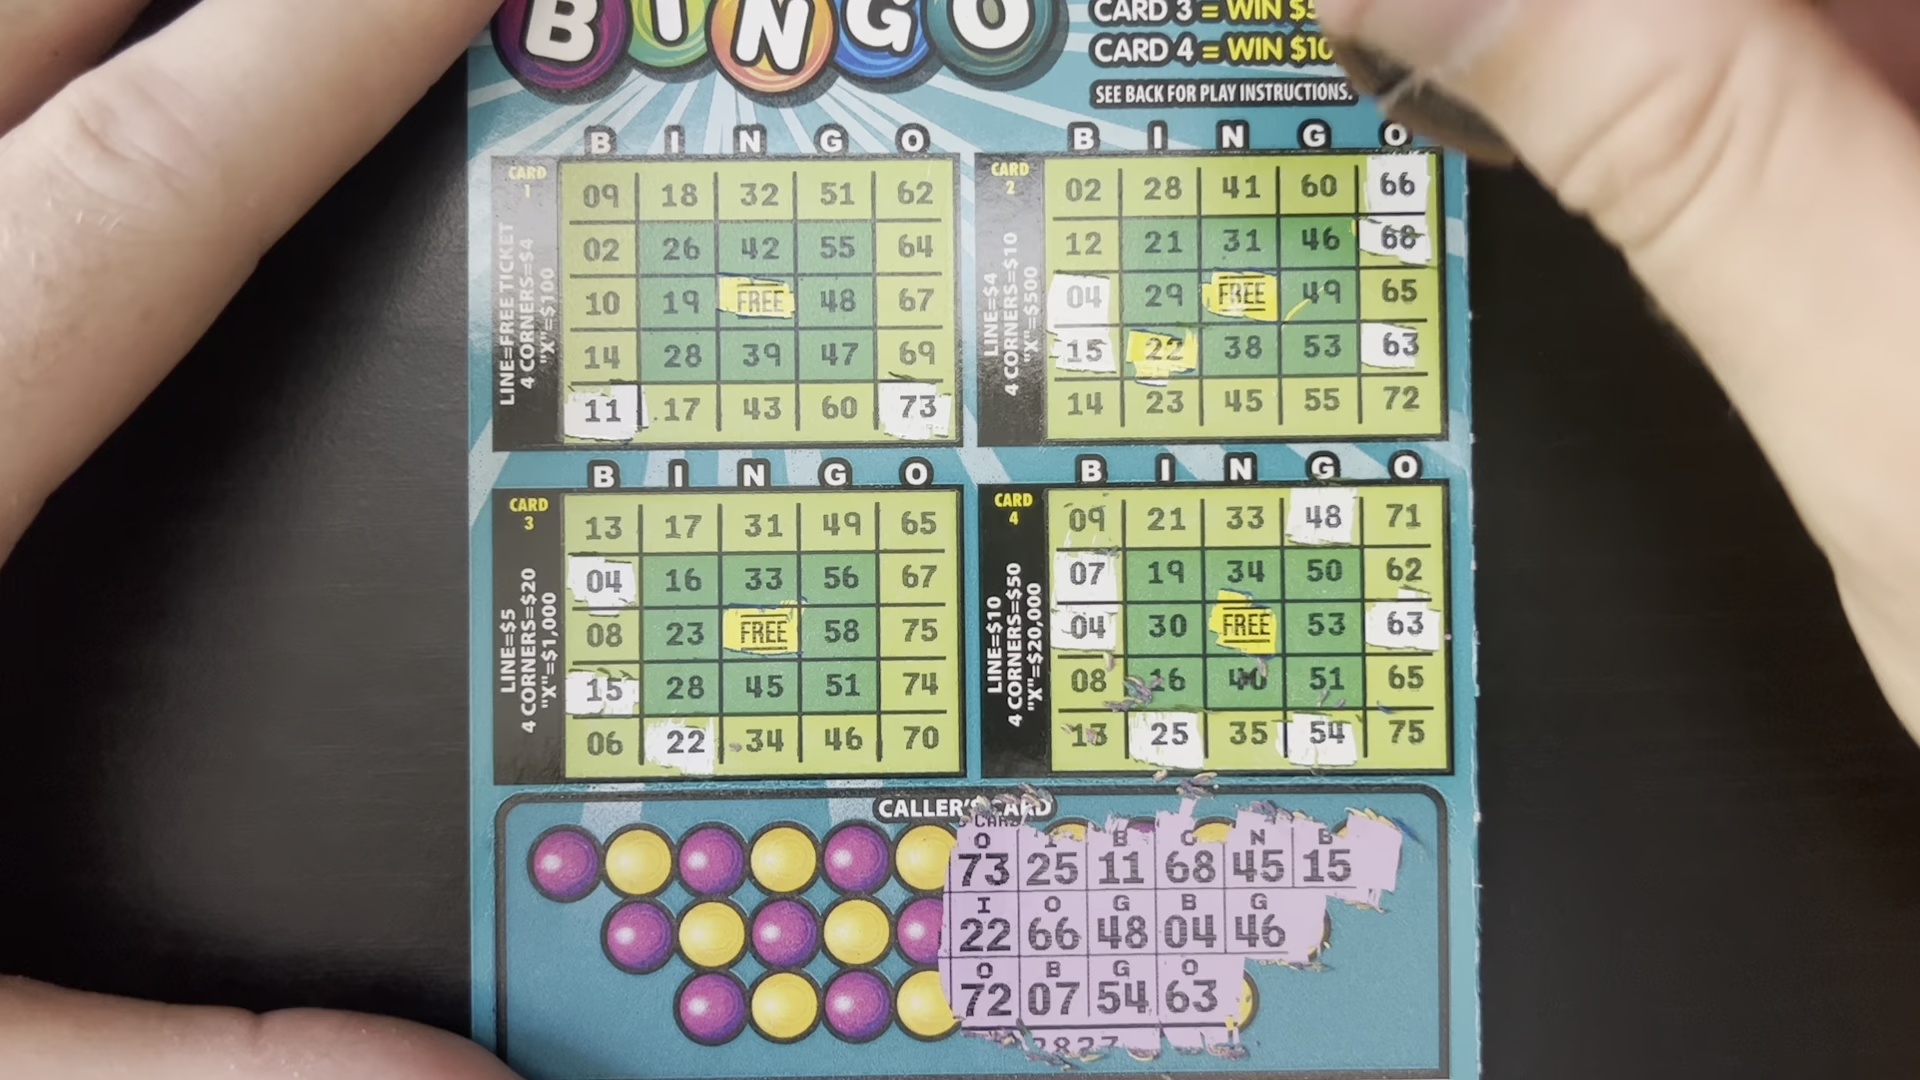 BINGO
CARD 3 = WIN $5
CARD 4 = WIN $10
SEE BACK FOR PLAY INSTRUCTIONS.
B I N G O
CARD 1
LINE=FREE TICKET
4 CORNERS=$4
"X"=$100
09 18 32 51 62
02 26 42 55 64
10 19 FREE 48 67
14 28 39 47 69
11 17 43 60 73
B I N G O
CARD 2
LINE=$4
4 CORNERS=$10
"X"=$500
02 28 41 60 66
12 21 31 46 68
04 29 FREE 49 65
15 22 38 53 63
14 23 45 55 72
B I N G O
CARD 3
LINE=$5
4 CORNERS=$20
"X"=$1,000
13 17 31 49 65
04 16 33 56 67
08 23 FREE 58 75
15 28 45 51 74
06 22 34 46 70
B I N G O
CARD 4
LINE=$10
4 CORNERS=$50
"X"=$20,000
09 21 33 48 71
07 19 34 50 62
04 30 FREE 53 63
08 16 40 51 65
13 25 35 54 75
CALLER'S CARD
O I B O N B
73 25 11 68 45 15
I O G B G
22 66 48 04 46
O B G O
72 07 54 63